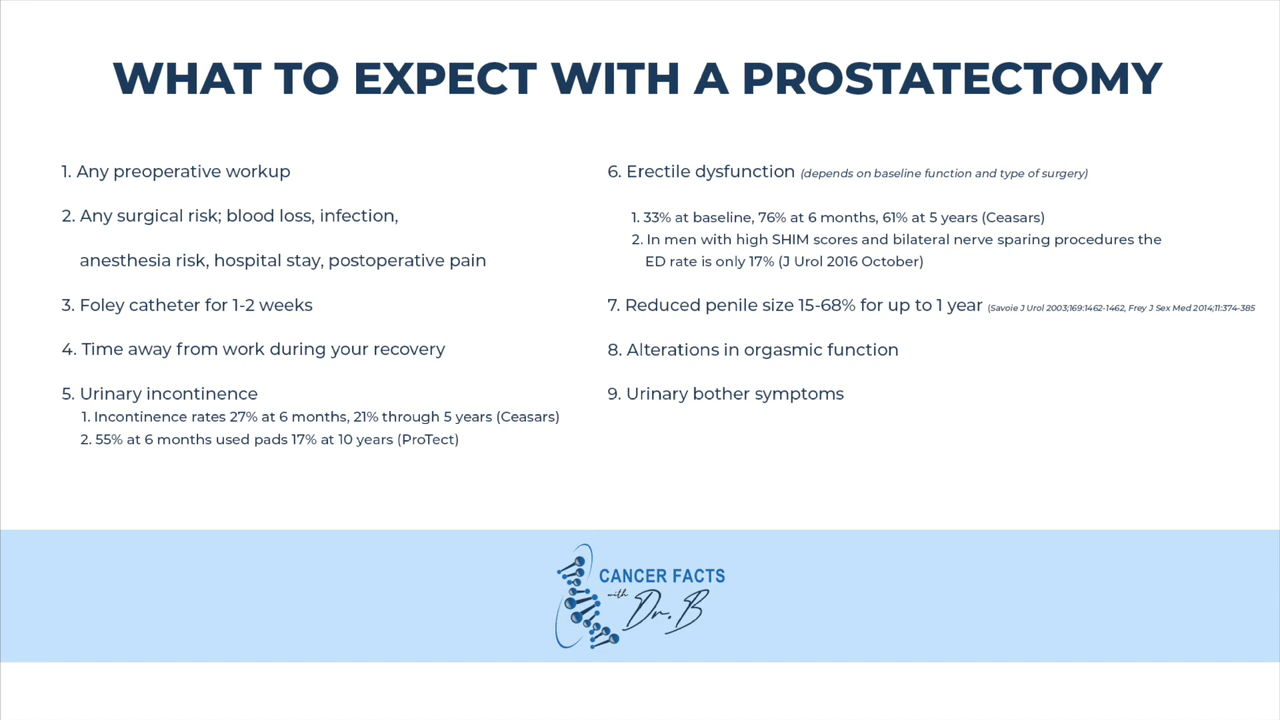 WHAT TO EXPECT WITH A PROSTATECTOMY
1. Any preoperative workup
2. Any surgical risk; blood loss, infection,
anesthesia risk, hospital stay, postoperative pain
3. Foley catheter for 1-2 weeks
4. Time away from work during your recovery
5. Urinary incontinence
1. Incontinence rates 27% at 6 months, 21% through 5 years (Ceasars)
2. 55% at 6 months used pads 17% at 10 years (ProTect)
6. Erectile dysfunction (depends on baseline function and type of surgery)
1. 33% at baseline, 76% at 6 months, 61% at 5 years (Ceasars)
2. In men with high SHIM scores and bilateral nerve sparing procedures the
ED rate is only 17% (J Urol 2016 October)
7. Reduced penile size 15-68% for up to 1 year (Savoie J Urol 2003;169:1462-1462, Frey J Sex Med 2014;11:374-385
8. Alterations in orgasmic function
9. Urinary bother symptoms
CANCER FACTS
with Dr. B